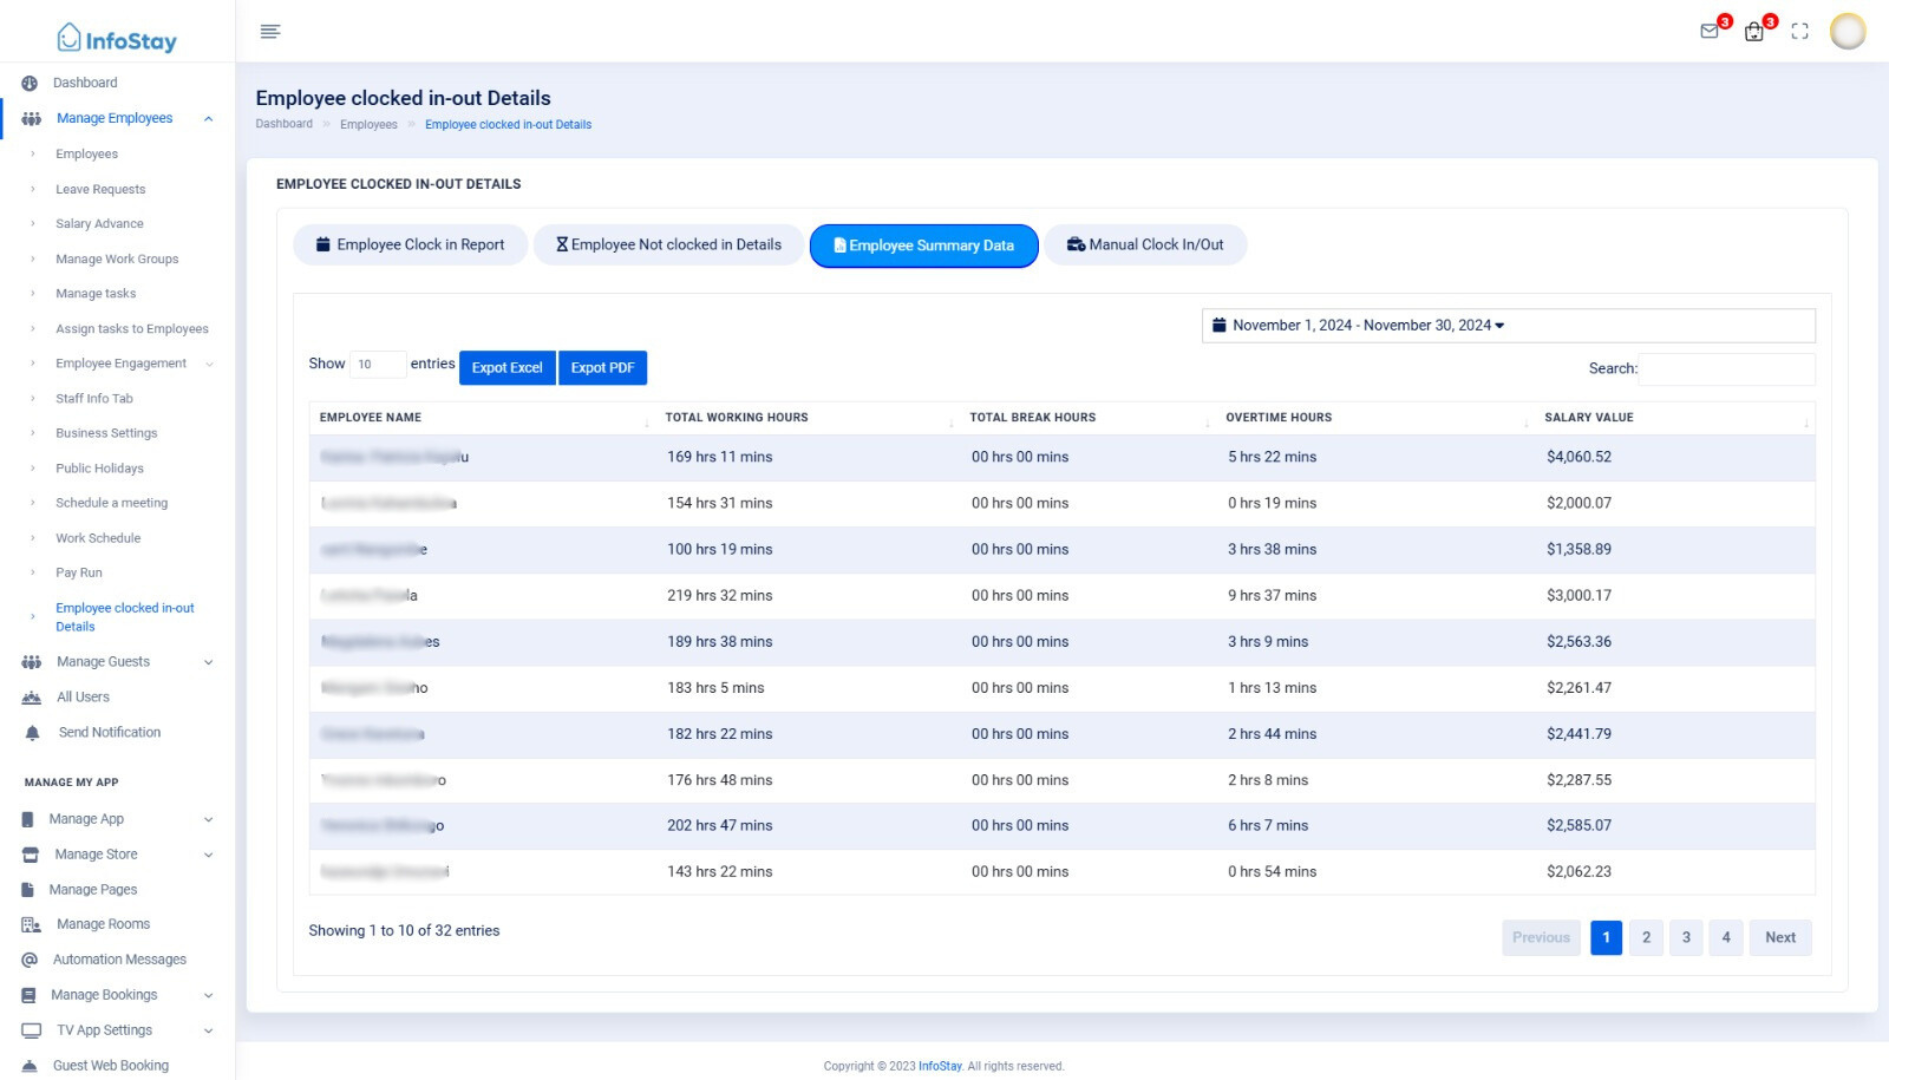 InfoStay
3
3
Dashboard
Manage Employees
Employees
Leave Requests
Salary Advance
Manage Work Groups
Manage tasks
Assign tasks to Employees
Employee Engagement
Staff Info Tab
Business Settings
Public Holidays
Schedule a meeting
Work Schedule
Pay Run
Employee clocked in-out
Details
Manage Guests
All Users
Send Notification
MANAGE MY APP
Manage App
Manage Store
Manage Pages
Manage Rooms
Automation Messages
Manage Bookings
TV App Settings
Guest Web Booking
Employee clocked in-out Details
Dashboard » Employees » Employee clocked in-out Details
EMPLOYEE CLOCKED IN-OUT DETAILS
Employee Clock in Report Employee Not clocked in Details Employee Summary Data Manual Clock In/Out
November 1, 2024 - November 30, 2024
Show 10 entries Expot Excel Expot PDF Search:
EMPLOYEE NAME TOTAL WORKING HOURS TOTAL BREAK HOURS OVERTIME HOURS SALARY VALUE
169 hrs 11 mins 00 hrs 00 mins 5 hrs 22 mins $4,060.52
154 hrs 31 mins 00 hrs 00 mins 0 hrs 19 mins $2,000.07
100 hrs 19 mins 00 hrs 00 mins 3 hrs 38 mins $1,358.89
219 hrs 32 mins 00 hrs 00 mins 9 hrs 37 mins $3,000.17
189 hrs 38 mins 00 hrs 00 mins 3 hrs 9 mins $2,563.36
183 hrs 5 mins 00 hrs 00 mins 1 hrs 13 mins $2,261.47
182 hrs 22 mins 00 hrs 00 mins 2 hrs 44 mins $2,441.79
176 hrs 48 mins 00 hrs 00 mins 2 hrs 8 mins $2,287.55
202 hrs 47 mins 00 hrs 00 mins 6 hrs 7 mins $2,585.07
143 hrs 22 mins 00 hrs 00 mins 0 hrs 54 mins $2,062.23
Showing 1 to 10 of 32 entries Previous 1 2 3 4 Next
Copyright © 2023 InfoStay. All rights reserved.